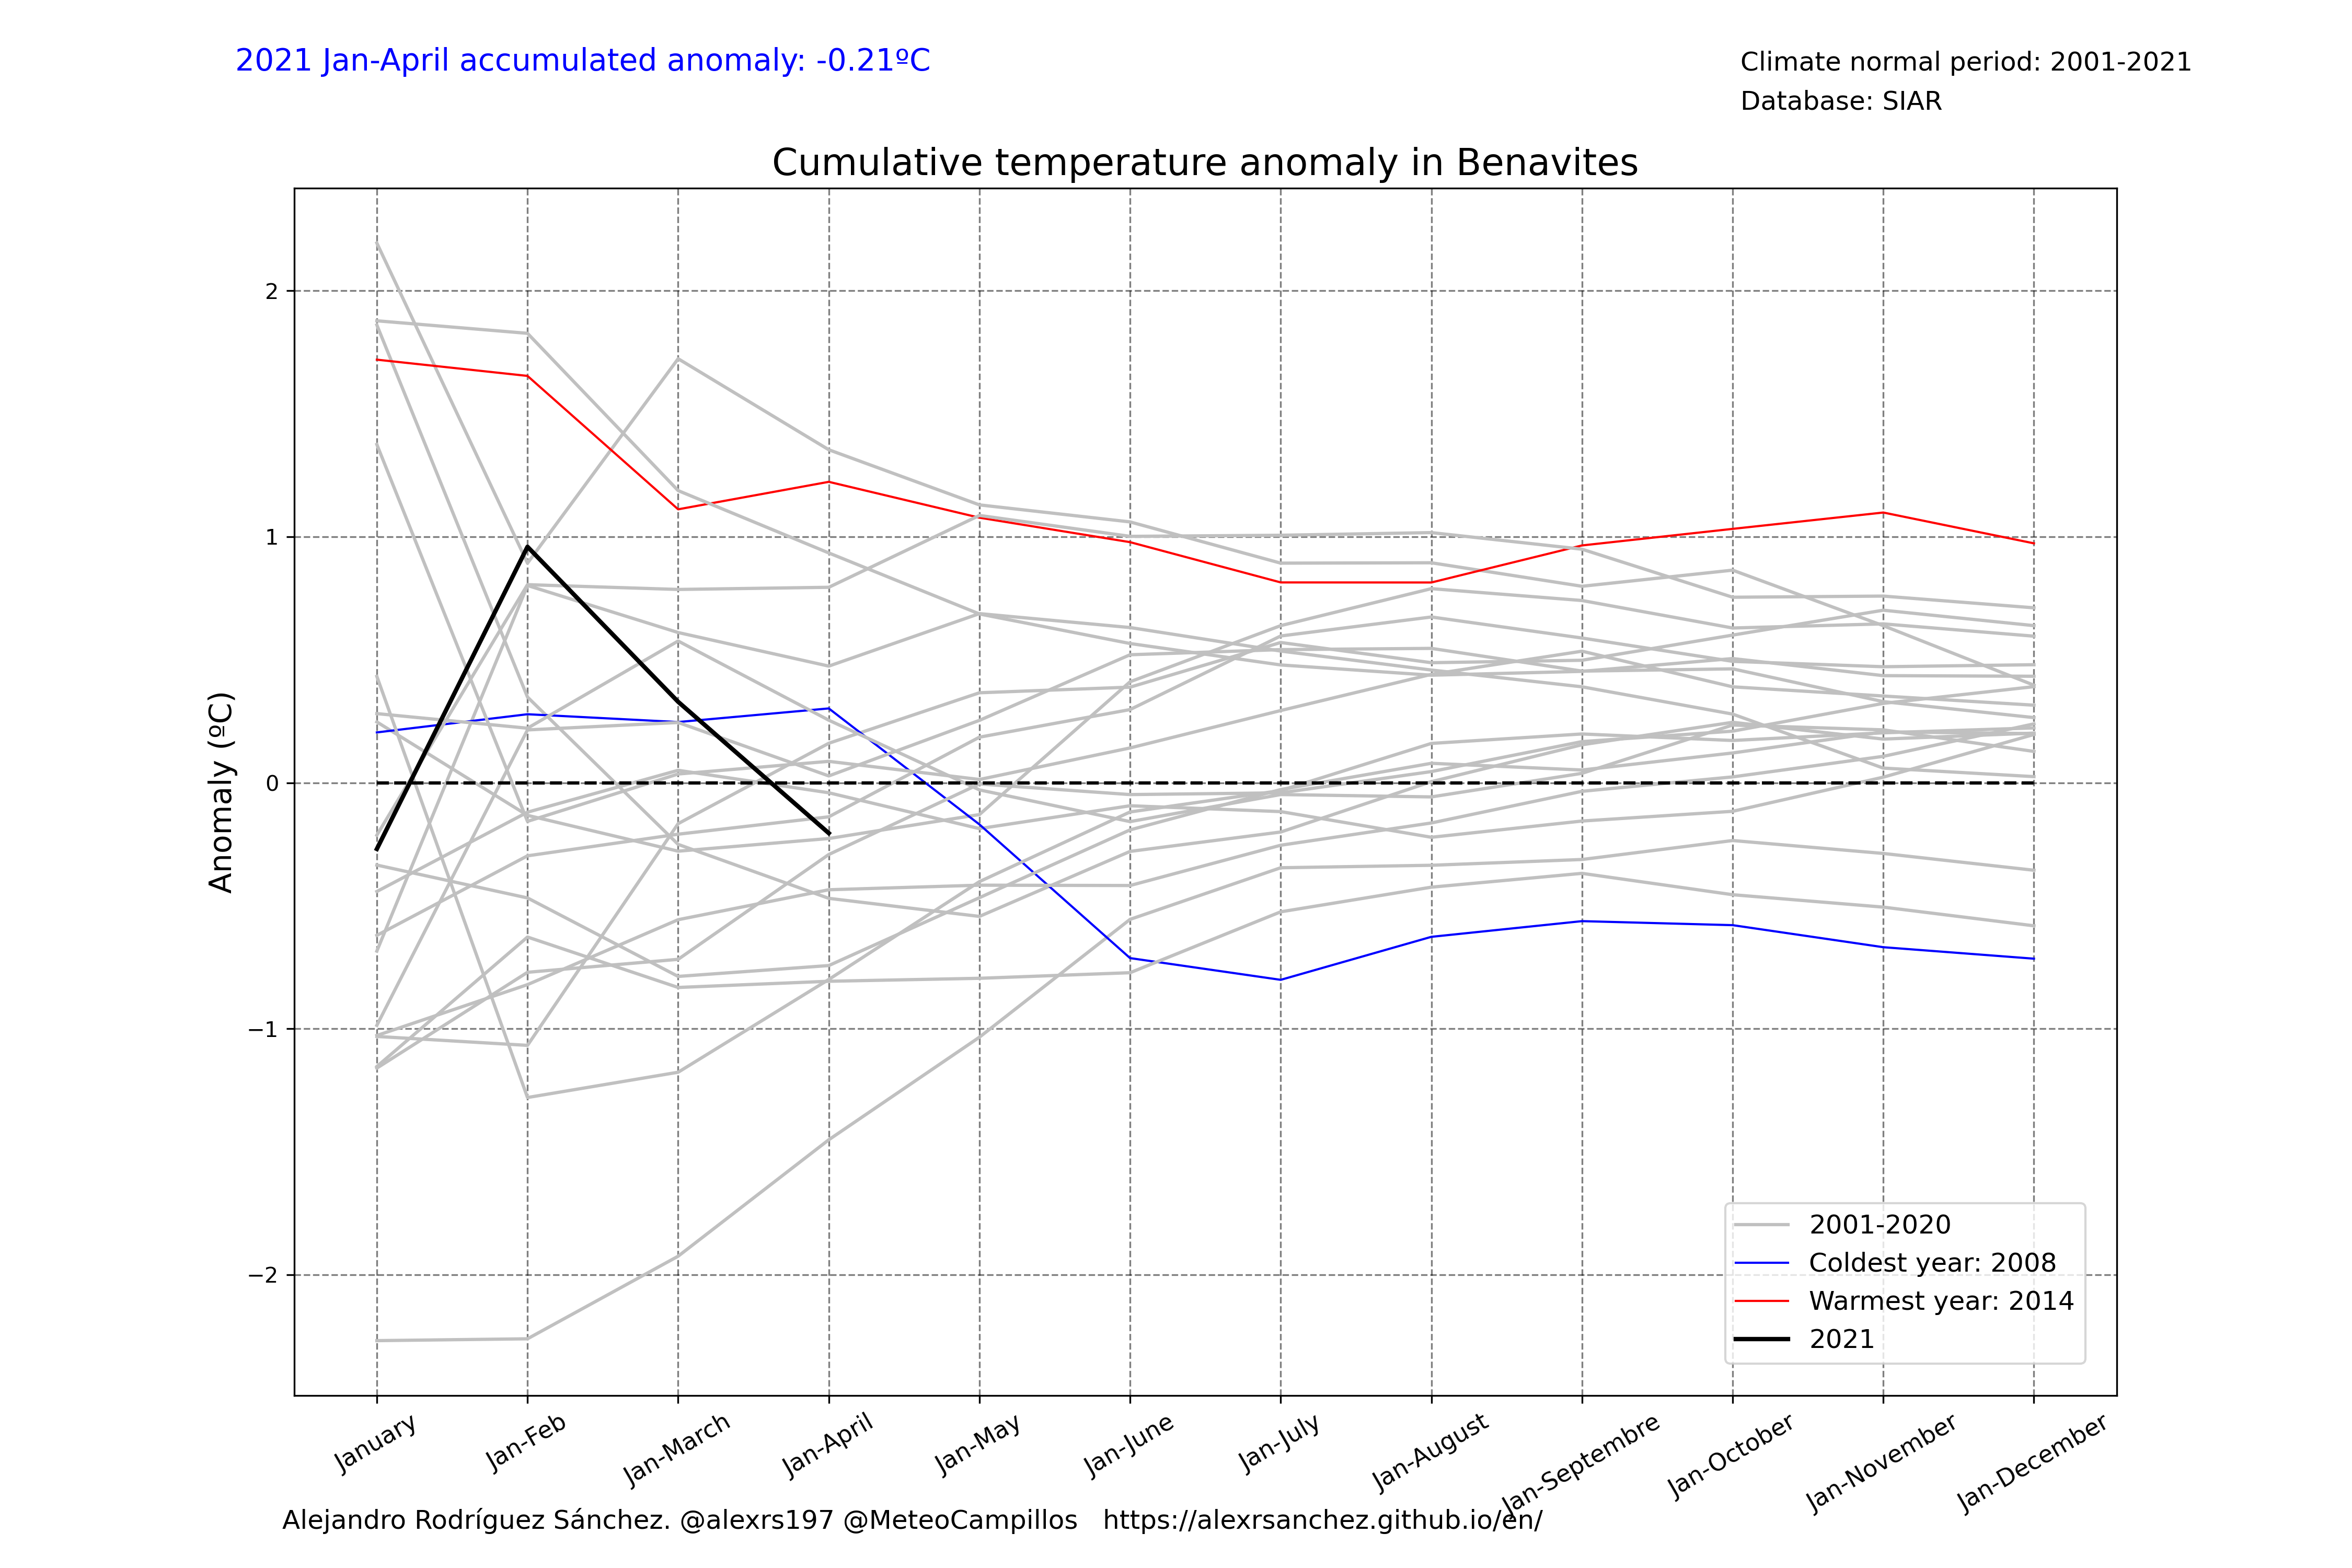 2021 Jan-April accumulated anomaly: -0.21ºC
Climate normal period: 2001-2021
Database: SIAR
Cumulative temperature anomaly in Benavites
Anomaly (ºC)
2
1
0
−1
−2
2001-2020
Coldest year: 2008
Warmest year: 2014
2021
January
Jan-Feb
Jan-March
Jan-April
Jan-May
Jan-June
Jan-July
Jan-August
Jan-Septembre
Jan-October
Jan-November
Jan-December
Alejandro Rodríguez Sánchez. @alexrs197 @MeteoCampillos   https://alexrsanchez.github.io/en/